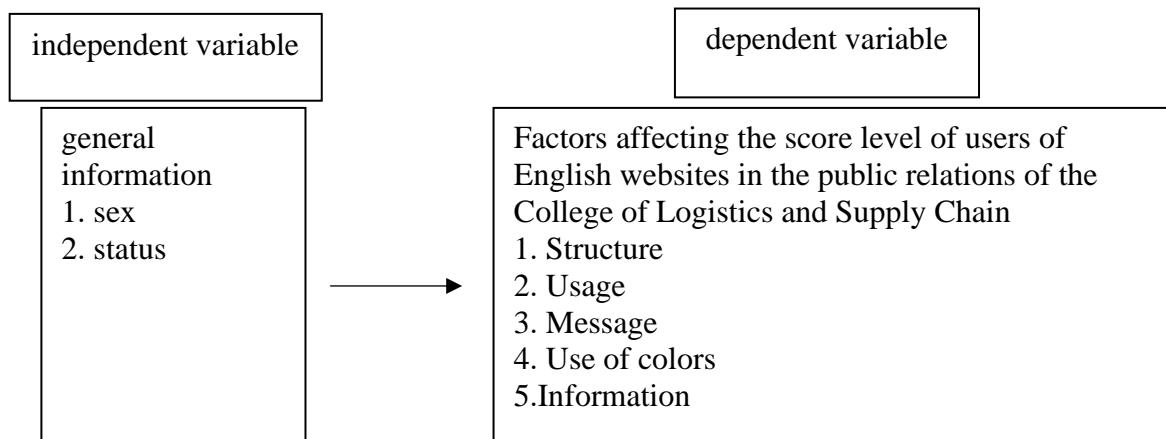 independent variable
general
information
1. sex
2. status
dependent variable
Factors affecting the score level of users of
English websites in the public relations of the
College of Logistics and Supply Chain
1. Structure
2. Usage
3. Message
4. Use of colors
5.Information